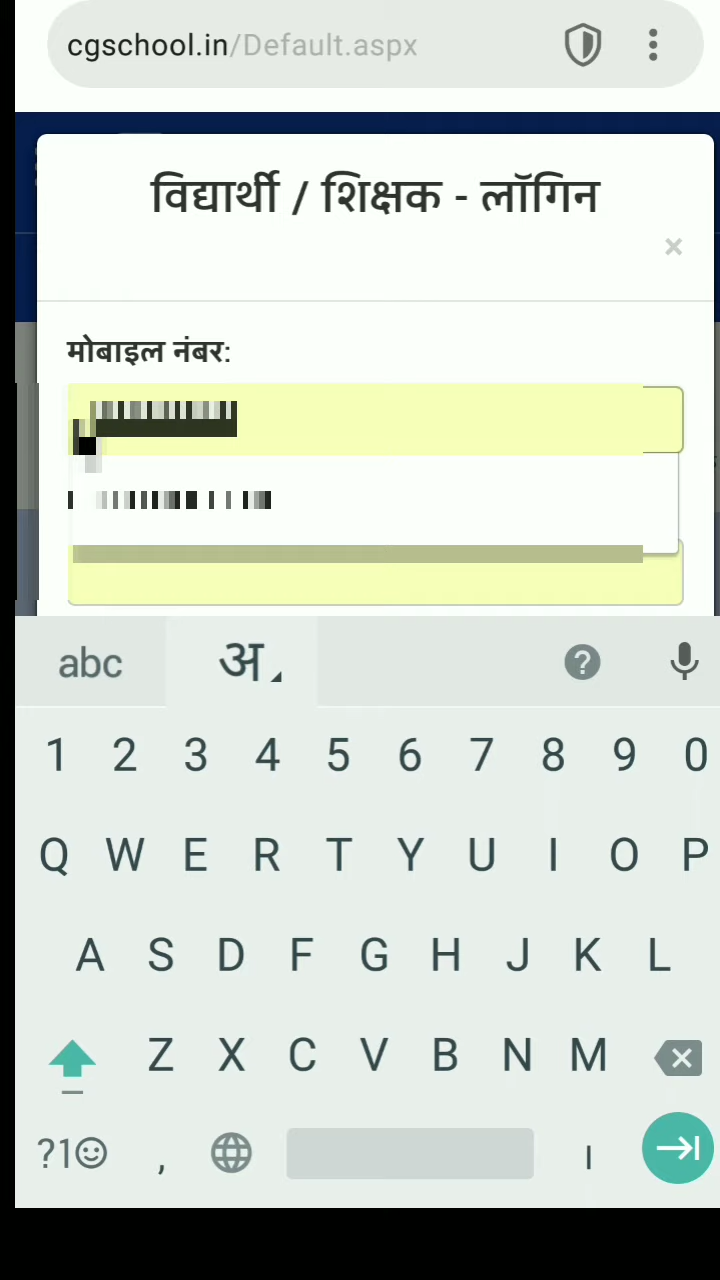 cgschool.in/Default.aspx
विद्यार्थी / शिक्षक - लॉगिन
×
मोबाइल नंबर:
abc अ ?
1 2 3 4 5 6 7 8 9 0
Q W E R T Y U I O P
A S D F G H J K L
Z X C V B N M
?1☺ , ।